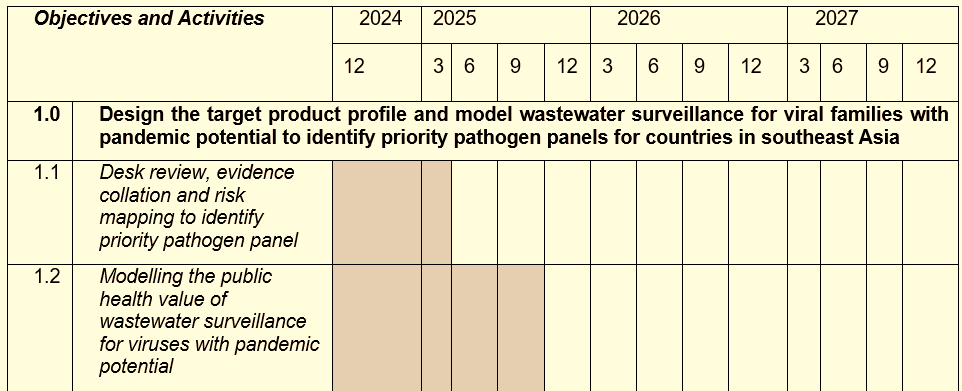 Objectives and Activities 2024 2025 2026 2027
12 3 6 9 12 3 6 9 12 3 6 9 12
1.0 Design the target product profile and model wastewater surveillance for viral families with
pandemic potential to identify priority pathogen panels for countries in southeast Asia
1.1 Desk review, evidence
collation and risk
mapping to identify
priority pathogen panel
1.2 Modelling the public
health value of
wastewater surveillance
for viruses with pandemic
potential